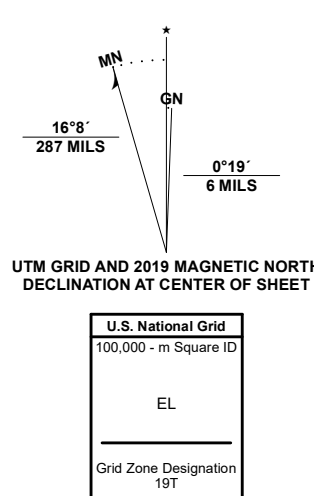 ★
MN
GN
16°8´
287 MILS
0°19´
6 MILS
UTM GRID AND 2019 MAGNETIC NORTH
DECLINATION AT CENTER OF SHEET
U.S. National Grid
100,000 - m Square ID
EL
Grid Zone Designation
19T